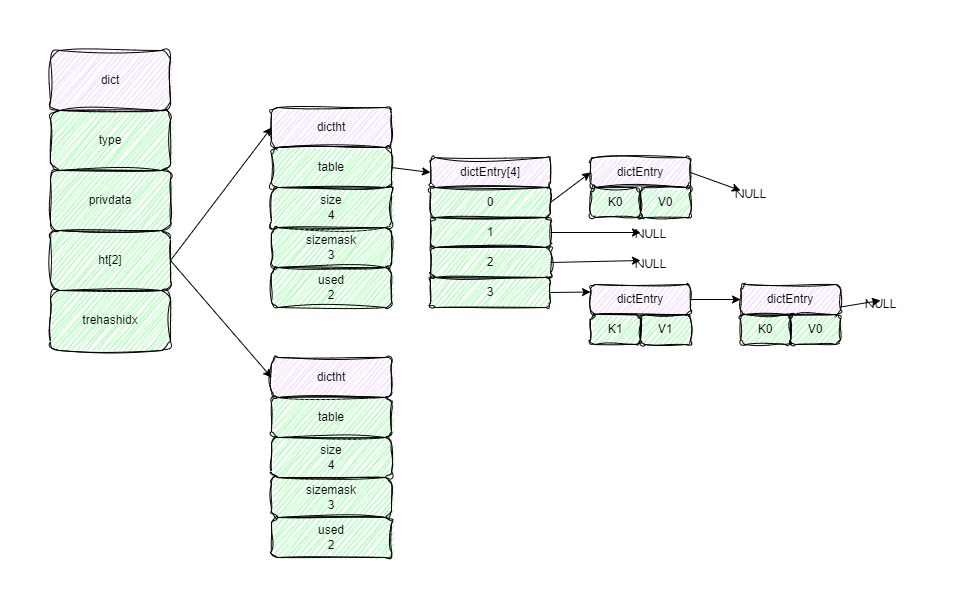 dict
type
privdata
ht[2]
trehashidx
dictht
table
size
4
sizemask
3
used
2
dictEntry[4]
0
1
2
3
dictEntry
K0 V0
NULL
NULL
NULL
dictEntry
K1 V1
dictEntry
K0 V0
NULL
dictht
table
size
4
sizemask
3
used
2